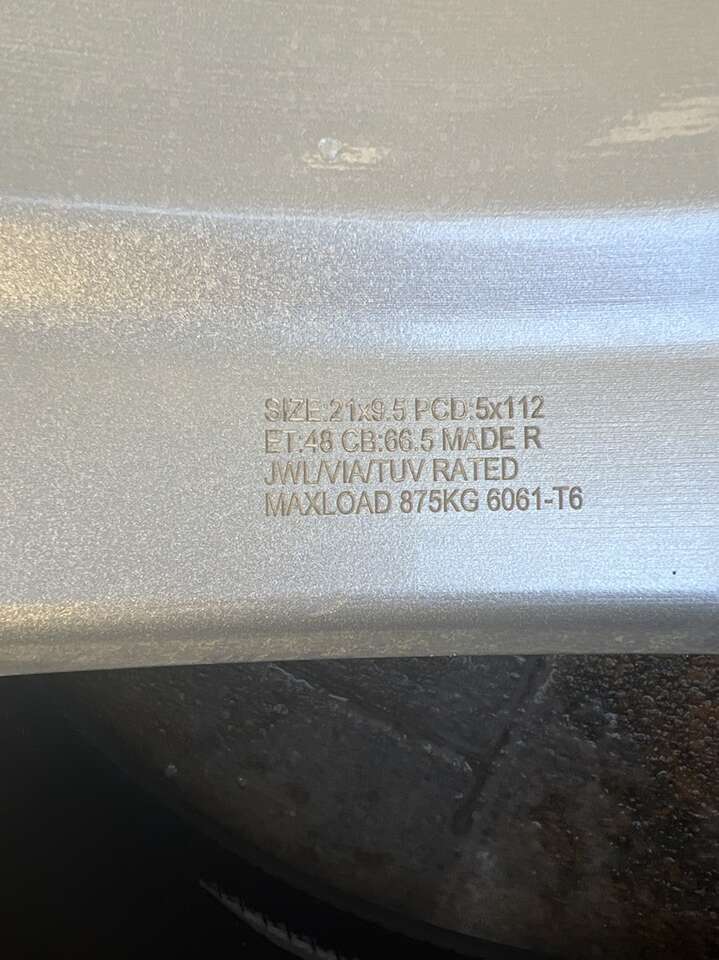 SIZE:21x9.5 PCD:5x112
ET:48 CB:66.5 MADE R
JWL/VIA/TUV RATED
MAXLOAD 875KG 6061-T6